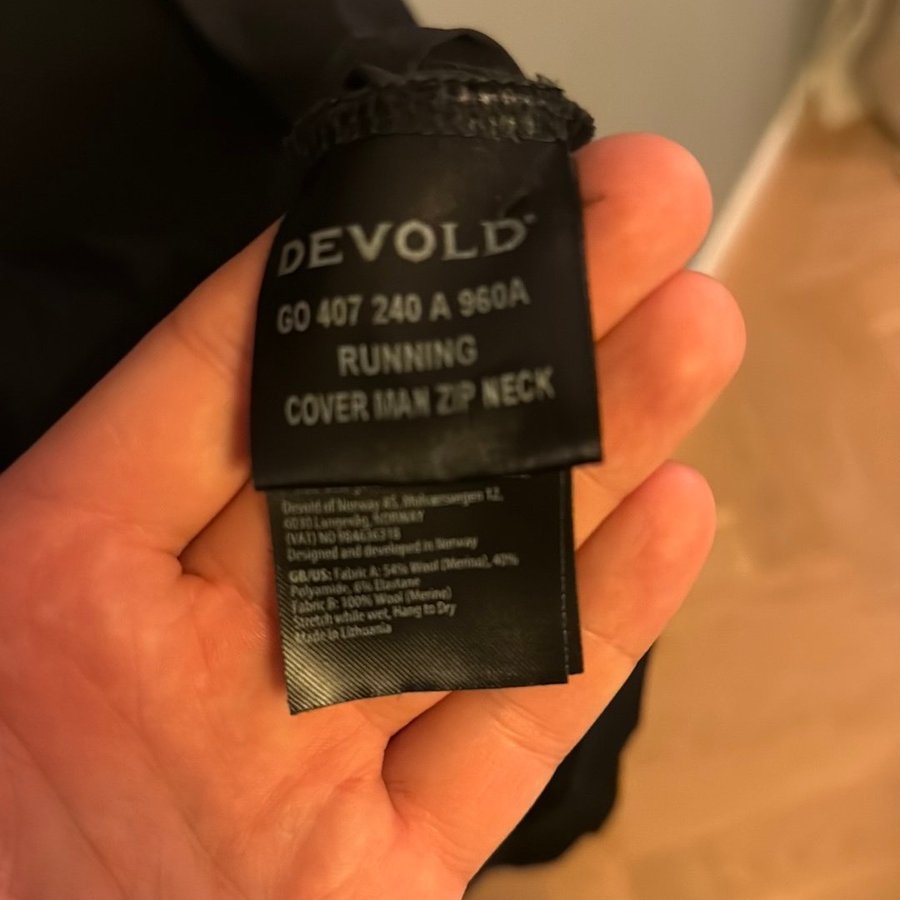 DEVOLD
GO 407 240 A 960A
RUNNING
COVER MAN ZIP NECK
Devold of Norway AS,
6030 Langevåg, NORWAY
(VAT) NO
Designed and developed in Norway
GB/US: Fabric A: 54% Wool (Merino), 40%
Polyamide, 6% Elastane
Fabric B: 100% Wool (Merino)
Stretch while wet, Hang to Dry
Made in Lithuania